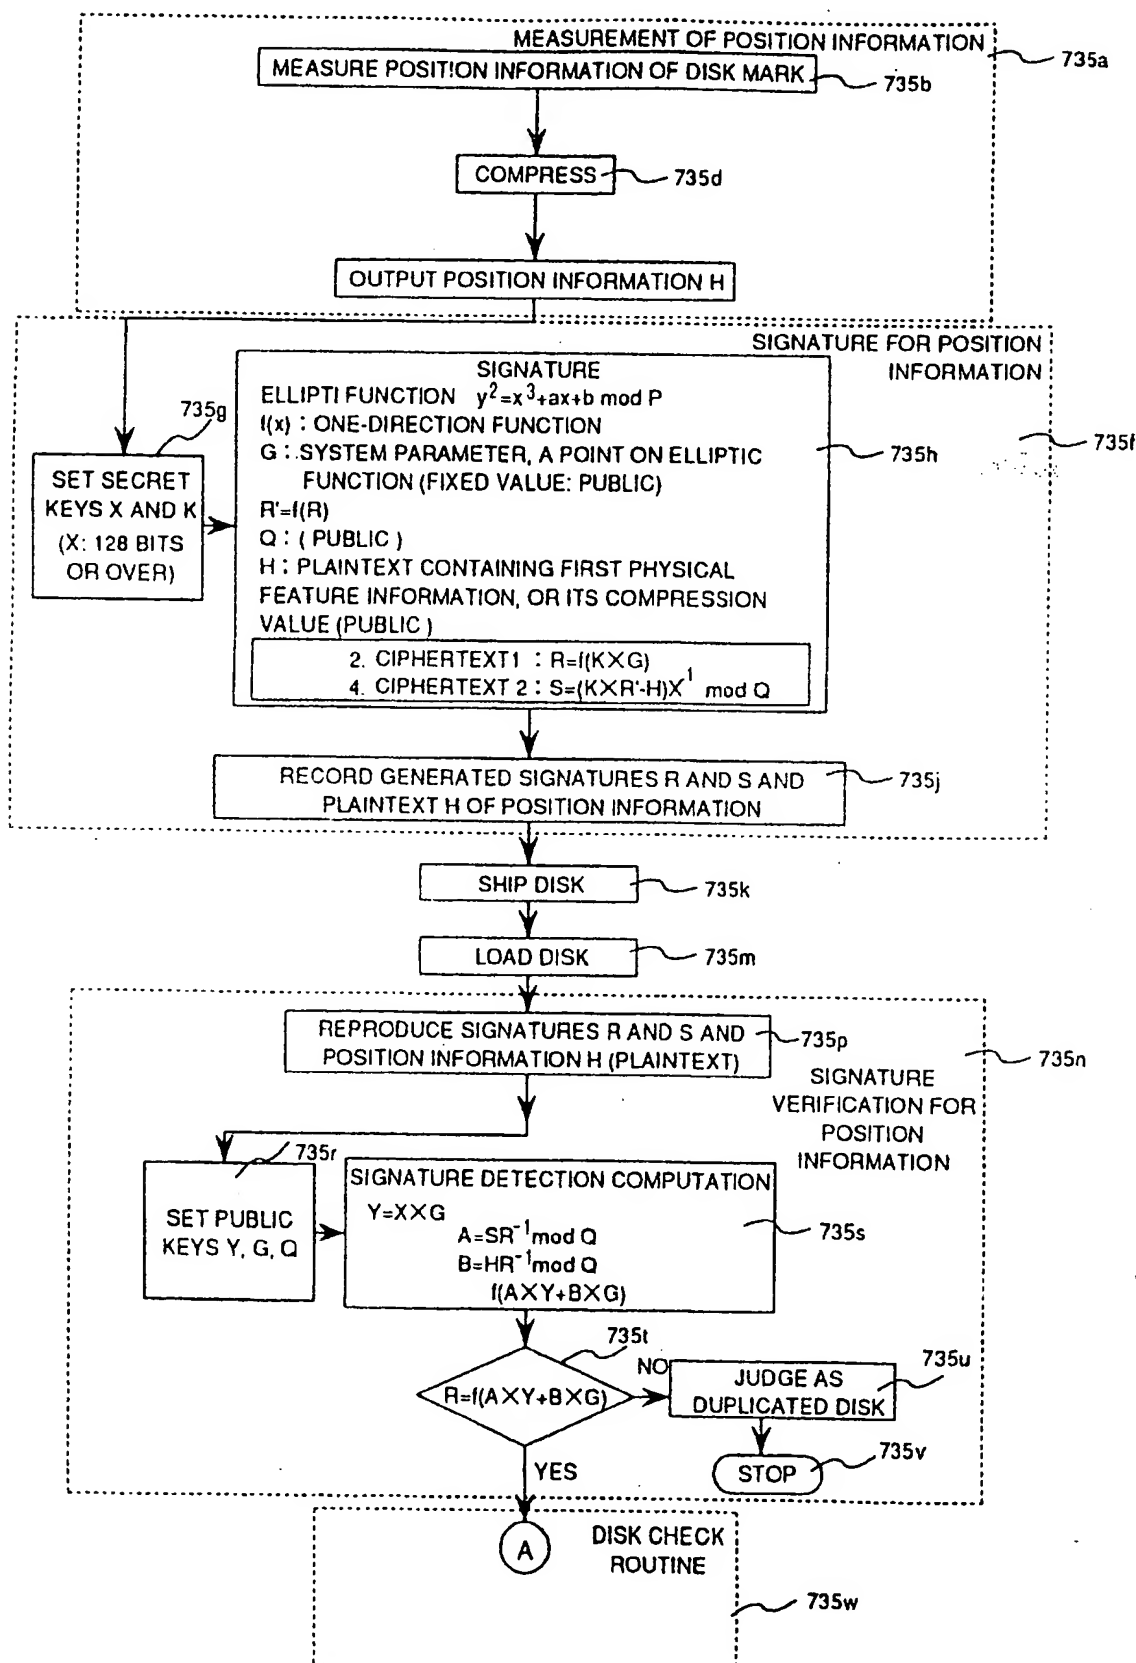 MEASUREMENT OF POSITION INFORMATION
735a
MEASURE POSITION INFORMATION OF DISK MARK
735b
COMPRESS
735d
OUTPUT POSITION INFORMATION H
SIGNATURE FOR POSITION
INFORMATION
735f
735g
SET SECRET
KEYS X AND K
(X: 128 BITS
OR OVER)
SIGNATURE
ELLIPTI FUNCTION y²=x³+ax+b mod P
f(x) : ONE-DIRECTION FUNCTION
G : SYSTEM PARAMETER, A POINT ON ELLIPTIC
FUNCTION (FIXED VALUE: PUBLIC)
R'=f(R)
Q : ( PUBLIC )
H : PLAINTEXT CONTAINING FIRST PHYSICAL
FEATURE INFORMATION, OR ITS COMPRESSION
VALUE (PUBLIC )
2. CIPHERTEXT1 : R=f(K×G)
4. CIPHERTEXT 2 : S=(K×R'-H)X¹ mod Q
735h
RECORD GENERATED SIGNATURES R AND S AND
PLAINTEXT H OF POSITION INFORMATION
735j
SHIP DISK
735k
LOAD DISK
735m
REPRODUCE SIGNATURES R AND S AND
POSITION INFORMATION H (PLAINTEXT)
735p
735n
SIGNATURE
VERIFICATION FOR
POSITION
INFORMATION
735r
SET PUBLIC
KEYS Y, G, Q
SIGNATURE DETECTION COMPUTATION
Y=X×G
A=SR⁻¹mod Q
B=HR⁻¹mod Q
f(A×Y+B×G)
735s
735t
R=f(A×Y+B×G)
NO
JUDGE AS
DUPLICATED DISK
735u
STOP
735v
YES
A
DISK CHECK
ROUTINE
735w